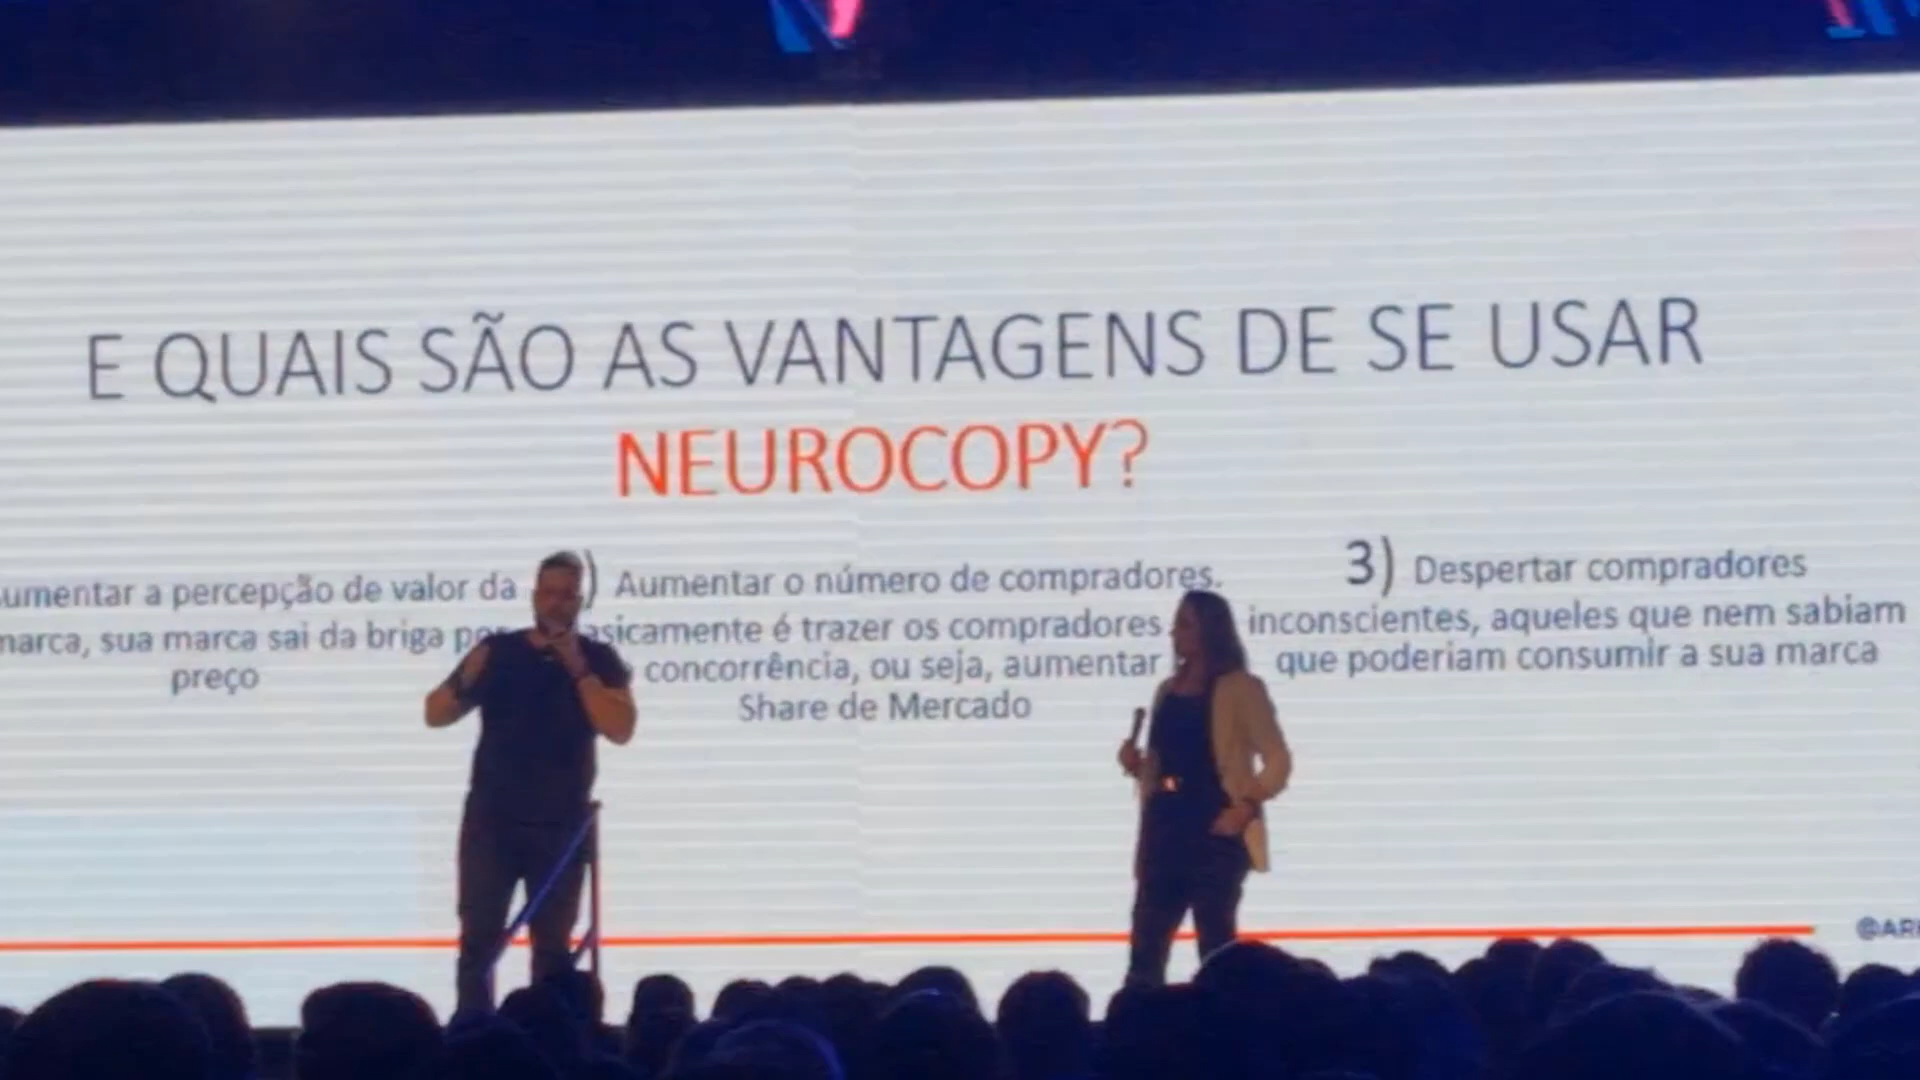 E QUAIS SÃO AS VANTAGENS DE SE USAR
NEUROCOPY?
umentar a percepção de valor da
marca, sua marca sai da briga por
preço
) Aumentar o número de compradores.
asicamente é trazer os compradores
concorrência, ou seja, aumentar
Share de Mercado
3) Despertar compradores
inconscientes, aqueles que nem sabiam
que poderiam consumir a sua marca
@AR